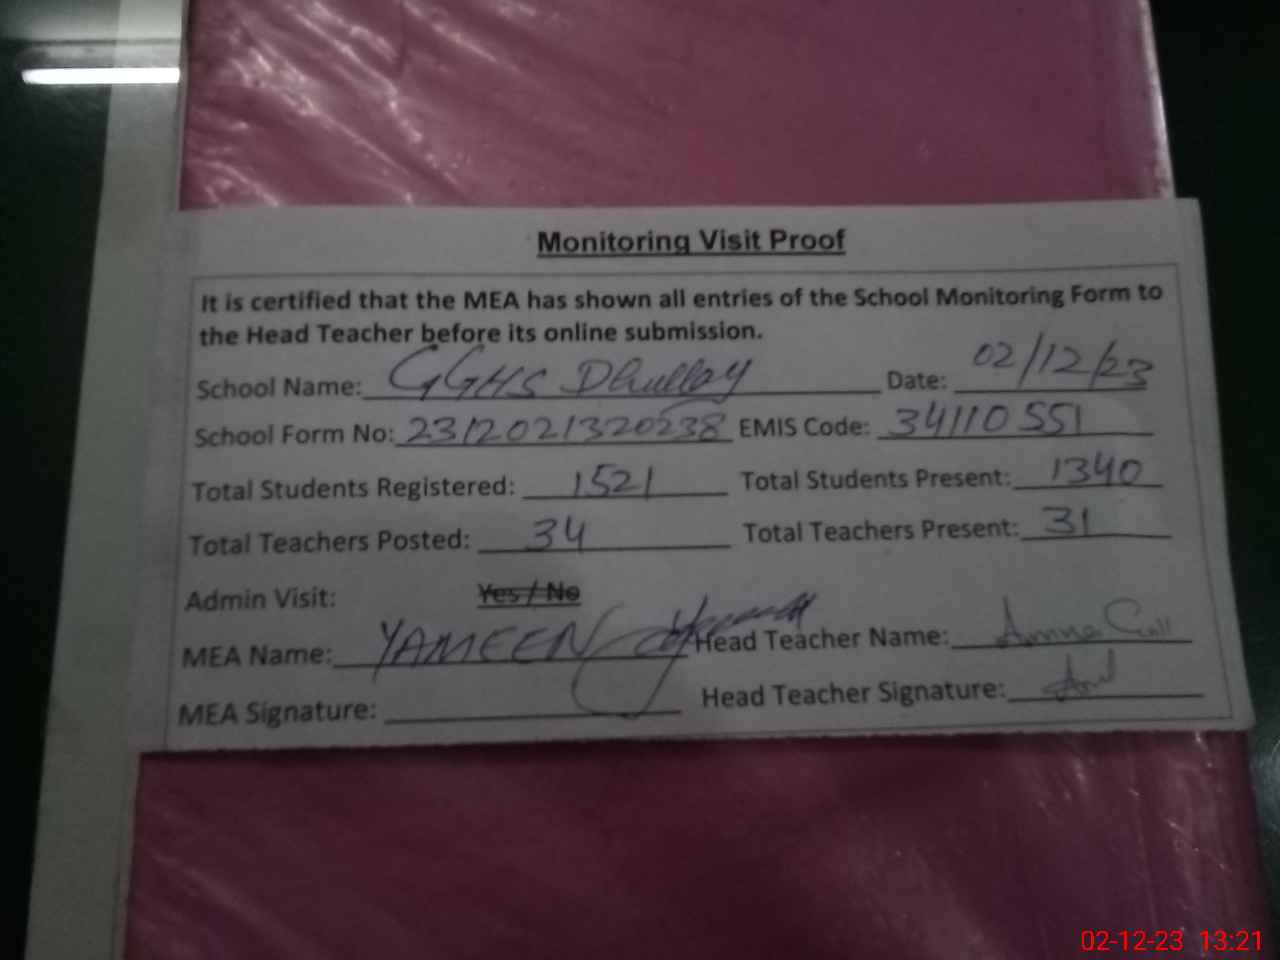 Monitoring Visit Proof
It is certified that the MEA has shown all entries of the School Monitoring Form to
the Head Teacher before its online submission.
School Name: GGHS Dhullay Date: 02/12/23
School Form No: 2312021320238 EMIS Code: 34110551
Total Students Registered: 1521 Total Students Present: 1340
Total Teachers Posted: 34 Total Teachers Present: 31
Admin Visit: Yes / No
MEA Name: YAMEEN Head Teacher Name: Amna Gull
MEA Signature: Head Teacher Signature:
02-12-23 13:21